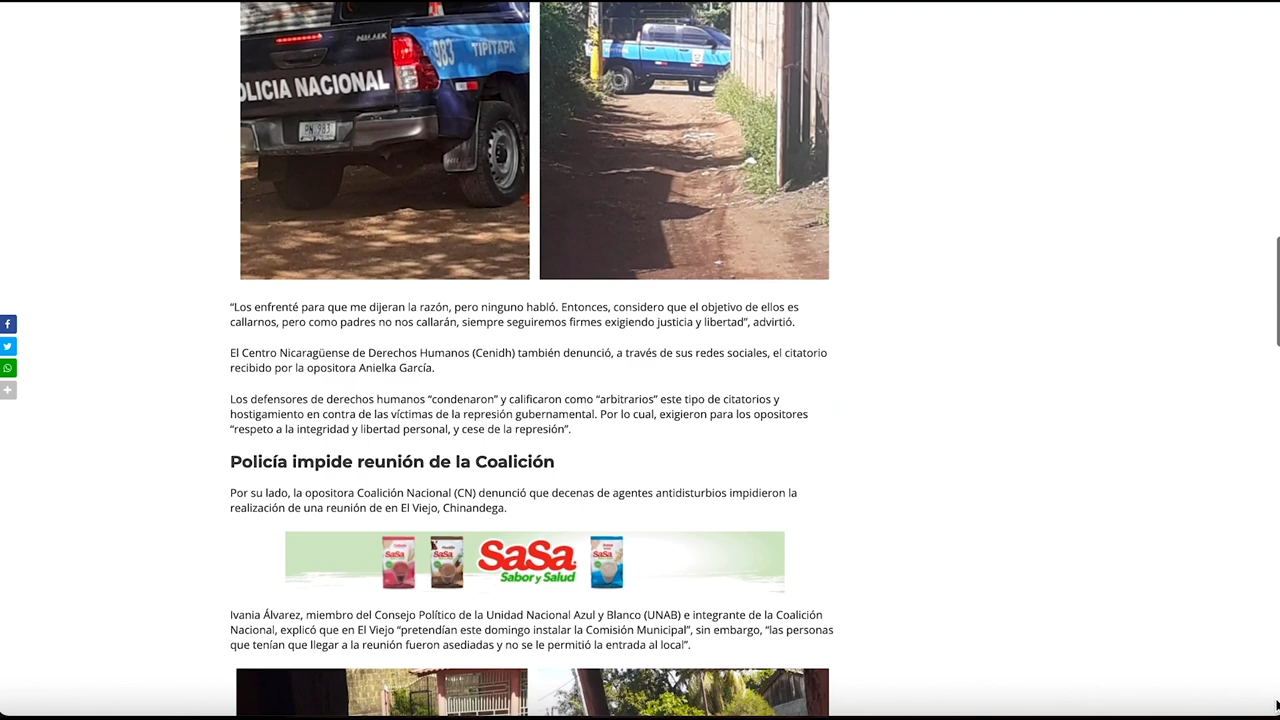 HILUX
983
TIPITAPA
OLICIA NACIONAL
983
“Los enfrenté para que me dijeran la razón, pero ninguno habló. Entonces, considero que el objetivo de ellos es
callarnos, pero como padres no nos callarán, siempre seguiremos firmes exigiendo justicia y libertad”, advirtió.
El Centro Nicaragüense de Derechos Humanos (Cenidh) también denunció, a través de sus redes sociales, el citatorio
recibido por la opositora Anielka García.
Los defensores de derechos humanos “condenaron” y calificaron como “arbitrarios” este tipo de citatorios y
hostigamiento en contra de las víctimas de la represión gubernamental. Por lo cual, exigieron para los opositores
“respeto a la integridad y libertad personal, y cese de la represión”.
Policía impide reunión de la Coalición
Por su lado, la opositora Coalición Nacional (CN) denunció que decenas de agentes antidisturbios impidieron la
realización de una reunión de en El Viejo, Chinandega.
SaSa
SaSa
SaSa
Sabor y Salud
SaSa
Ivania Álvarez, miembro del Consejo Político de la Unidad Nacional Azul y Blanco (UNAB) e integrante de la Coalición
Nacional, explicó que en El Viejo “pretendían este domingo instalar la Comisión Municipal”, sin embargo, “las personas
que tenían que llegar a la reunión fueron asediadas y no se le permitió la entrada al local”.